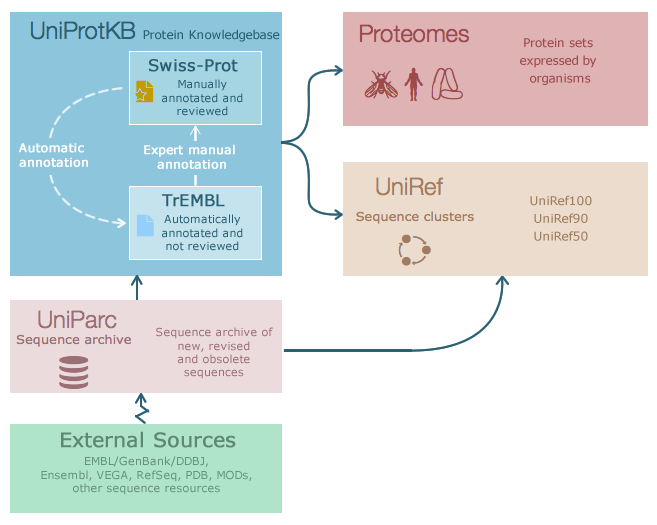 UniProtKB Protein Knowledgebase
Swiss-Prot
Manually
annotated and
reviewed
Automatic
annotation
Expert manual
annotation
TrEMBL
Automatically
annotated and
not reviewed
Proteomes
Protein sets
expressed by
organisms
UniRef
Sequence clusters
UniRef100
UniRef90
UniRef50
UniParc
Sequence archive
Sequence archive of
new, revised
and obsolete
sequences
External Sources
EMBL/GenBank/DDBJ,
Ensembl, VEGA, RefSeq, PDB, MODs,
other sequence resources